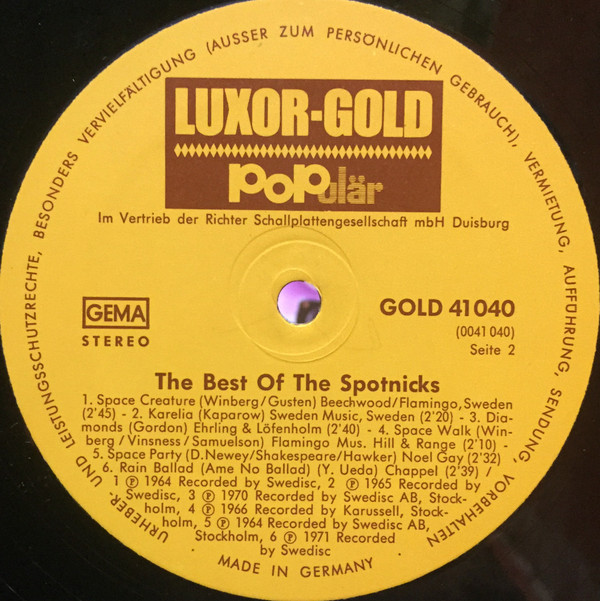 URHEBER- UND LEISTUNGSSCHUTZRECHTE, BESONDERS VERVIELFÄLTIGUNG (AUSSER ZUM PERSÖNLICHEN GEBRAUCH), VERMIETUNG, AUFFÜHRUNG, SENDUNG, VORBEHALTEN
LUXOR-GOLD
populär
Im Vertrieb der Richter Schallplattengesellschaft mbH Duisburg
GEMA
STEREO
GOLD 41 040
(0041 040)
Seite 2
The Best Of The Spotnicks
1. Space Creature (Winberg/Gusten) Beechwood/Flamingo, Sweden
(2'45) - 2. Karelia (Kaparow) Sweden Music, Sweden (2'20) - 3. Dia-
monds (Gordon) Ehrling & Löfenholm (2'40) - 4. Space Walk (Win-
berg / Vinsness / Samuelson) Flamingo Mus. Hill & Range (2'10) -
5. Space Party (D.Newey/Shakespeare/Hawker) Noel Gay (2'32)
6. Rain Ballad (Ame No Ballad) (Y. Ueda) Chappel (2'39) /
1 Ⓟ 1964 Recorded by Swedisc, 2 Ⓟ 1965 Recorded by
Swedisc, 3 Ⓟ 1970 Recorded by Swedisc AB, Stock-
holm, 4 Ⓟ 1966 Recorded by Karussell, Stock-
holm, 5 Ⓟ 1964 Recorded by Swedisc AB,
Stockholm, 6 Ⓟ 1971 Recorded
by Swedisc
· MADE IN GERMANY ·